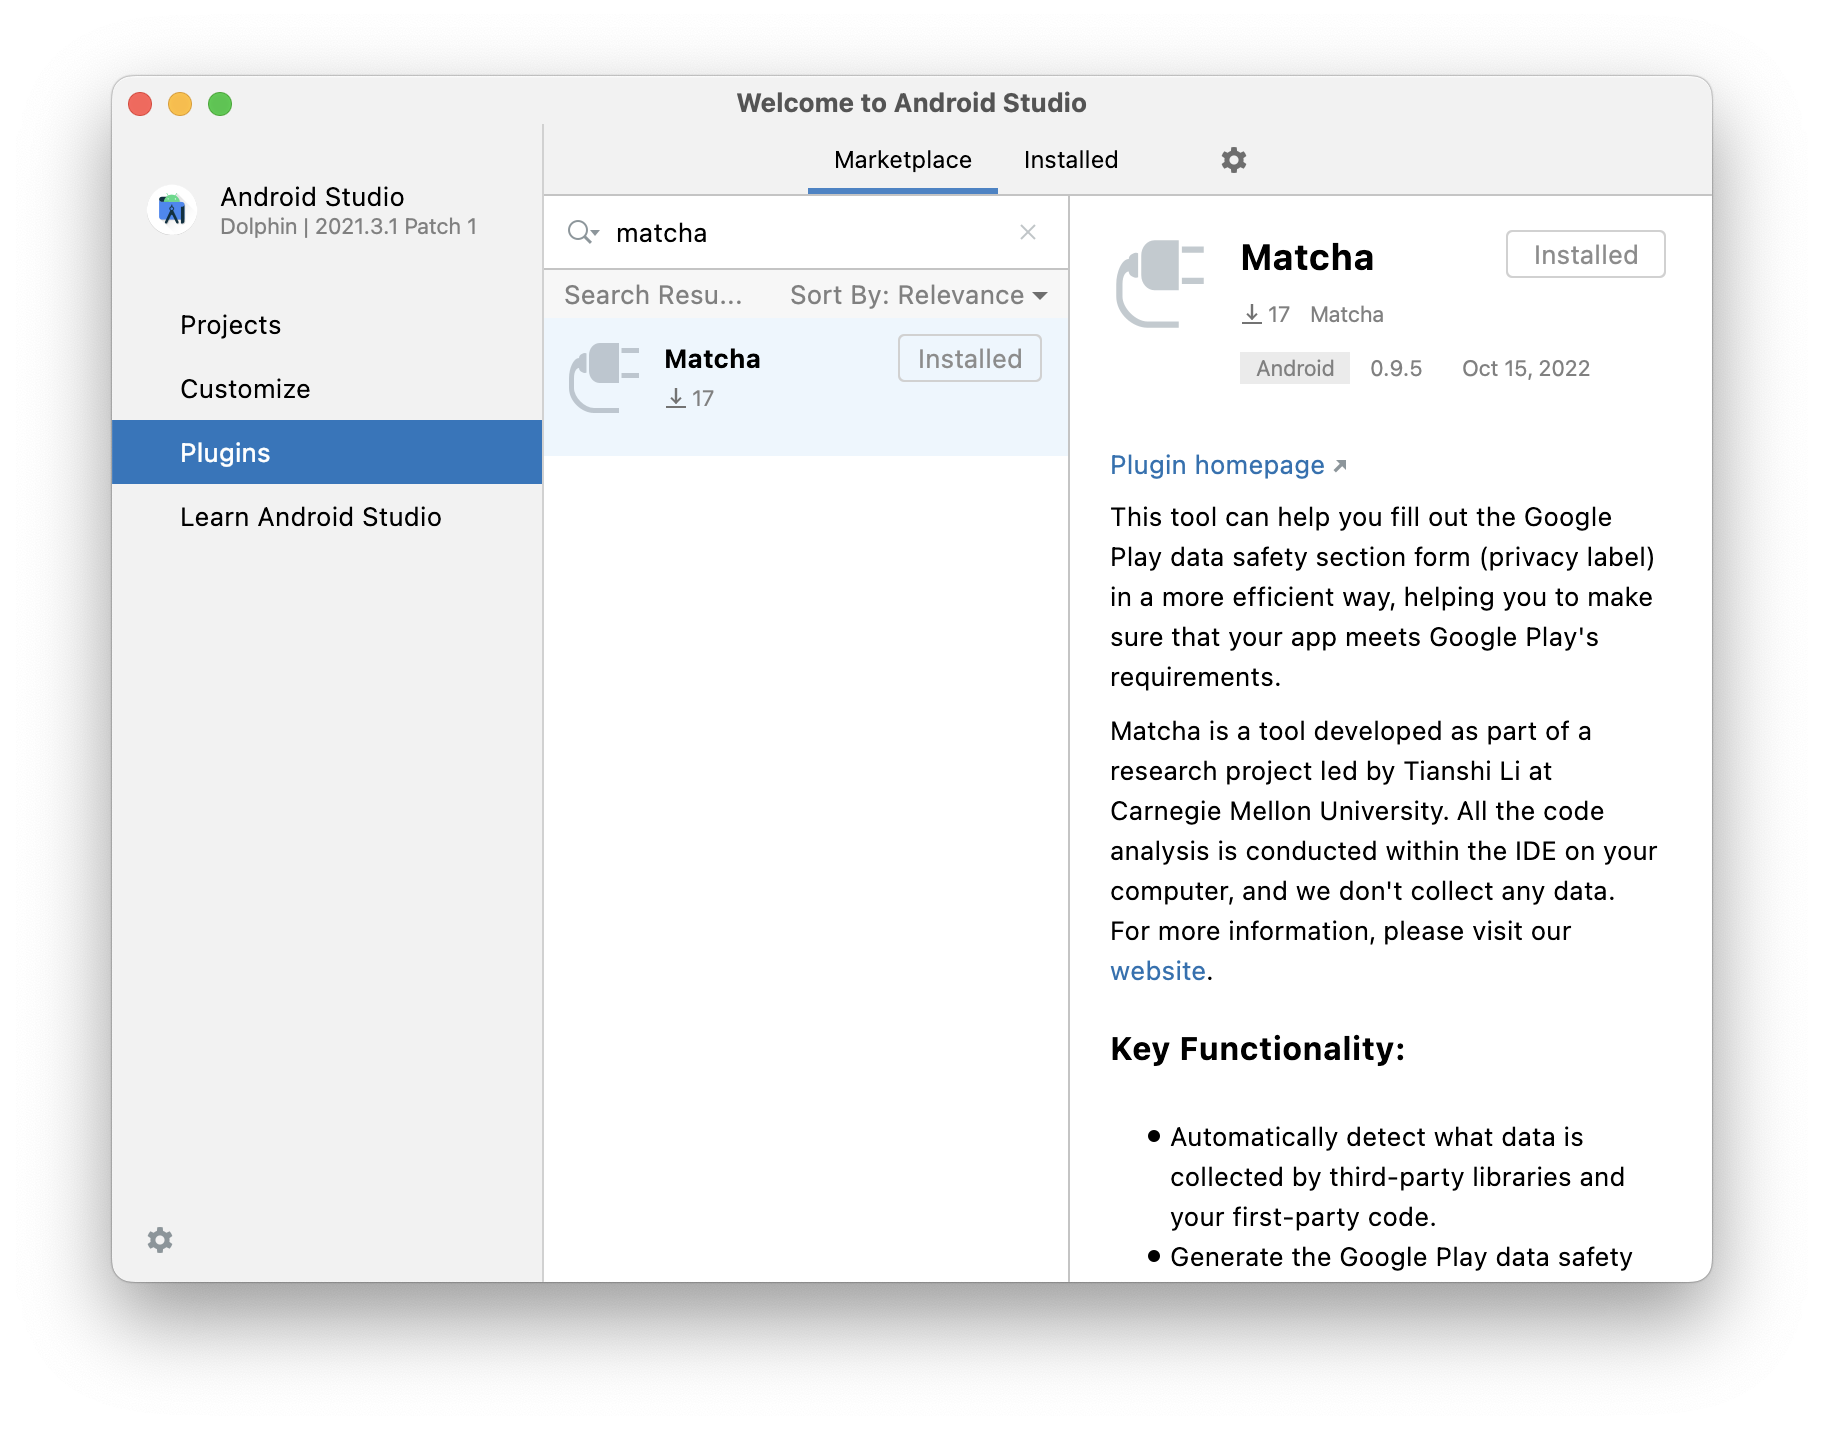 Welcome to Android Studio
Android Studio
Dolphin | 2021.3.1 Patch 1
Projects
Customize
Plugins
Learn Android Studio
Marketplace
Installed
matcha
Search Resu...
Sort By: Relevance
Matcha
Installed
17
Matcha
Installed
17 Matcha
Android 0.9.5 Oct 15, 2022
Plugin homepage
This tool can help you fill out the Google
Play data safety section form (privacy label)
in a more efficient way, helping you to make
sure that your app meets Google Play's
requirements.
Matcha is a tool developed as part of a
research project led by Tianshi Li at
Carnegie Mellon University. All the code
analysis is conducted within the IDE on your
computer, and we don't collect any data.
For more information, please visit our
website.
Key Functionality:
• Automatically detect what data is
collected by third-party libraries and
your first-party code.
• Generate the Google Play data safety